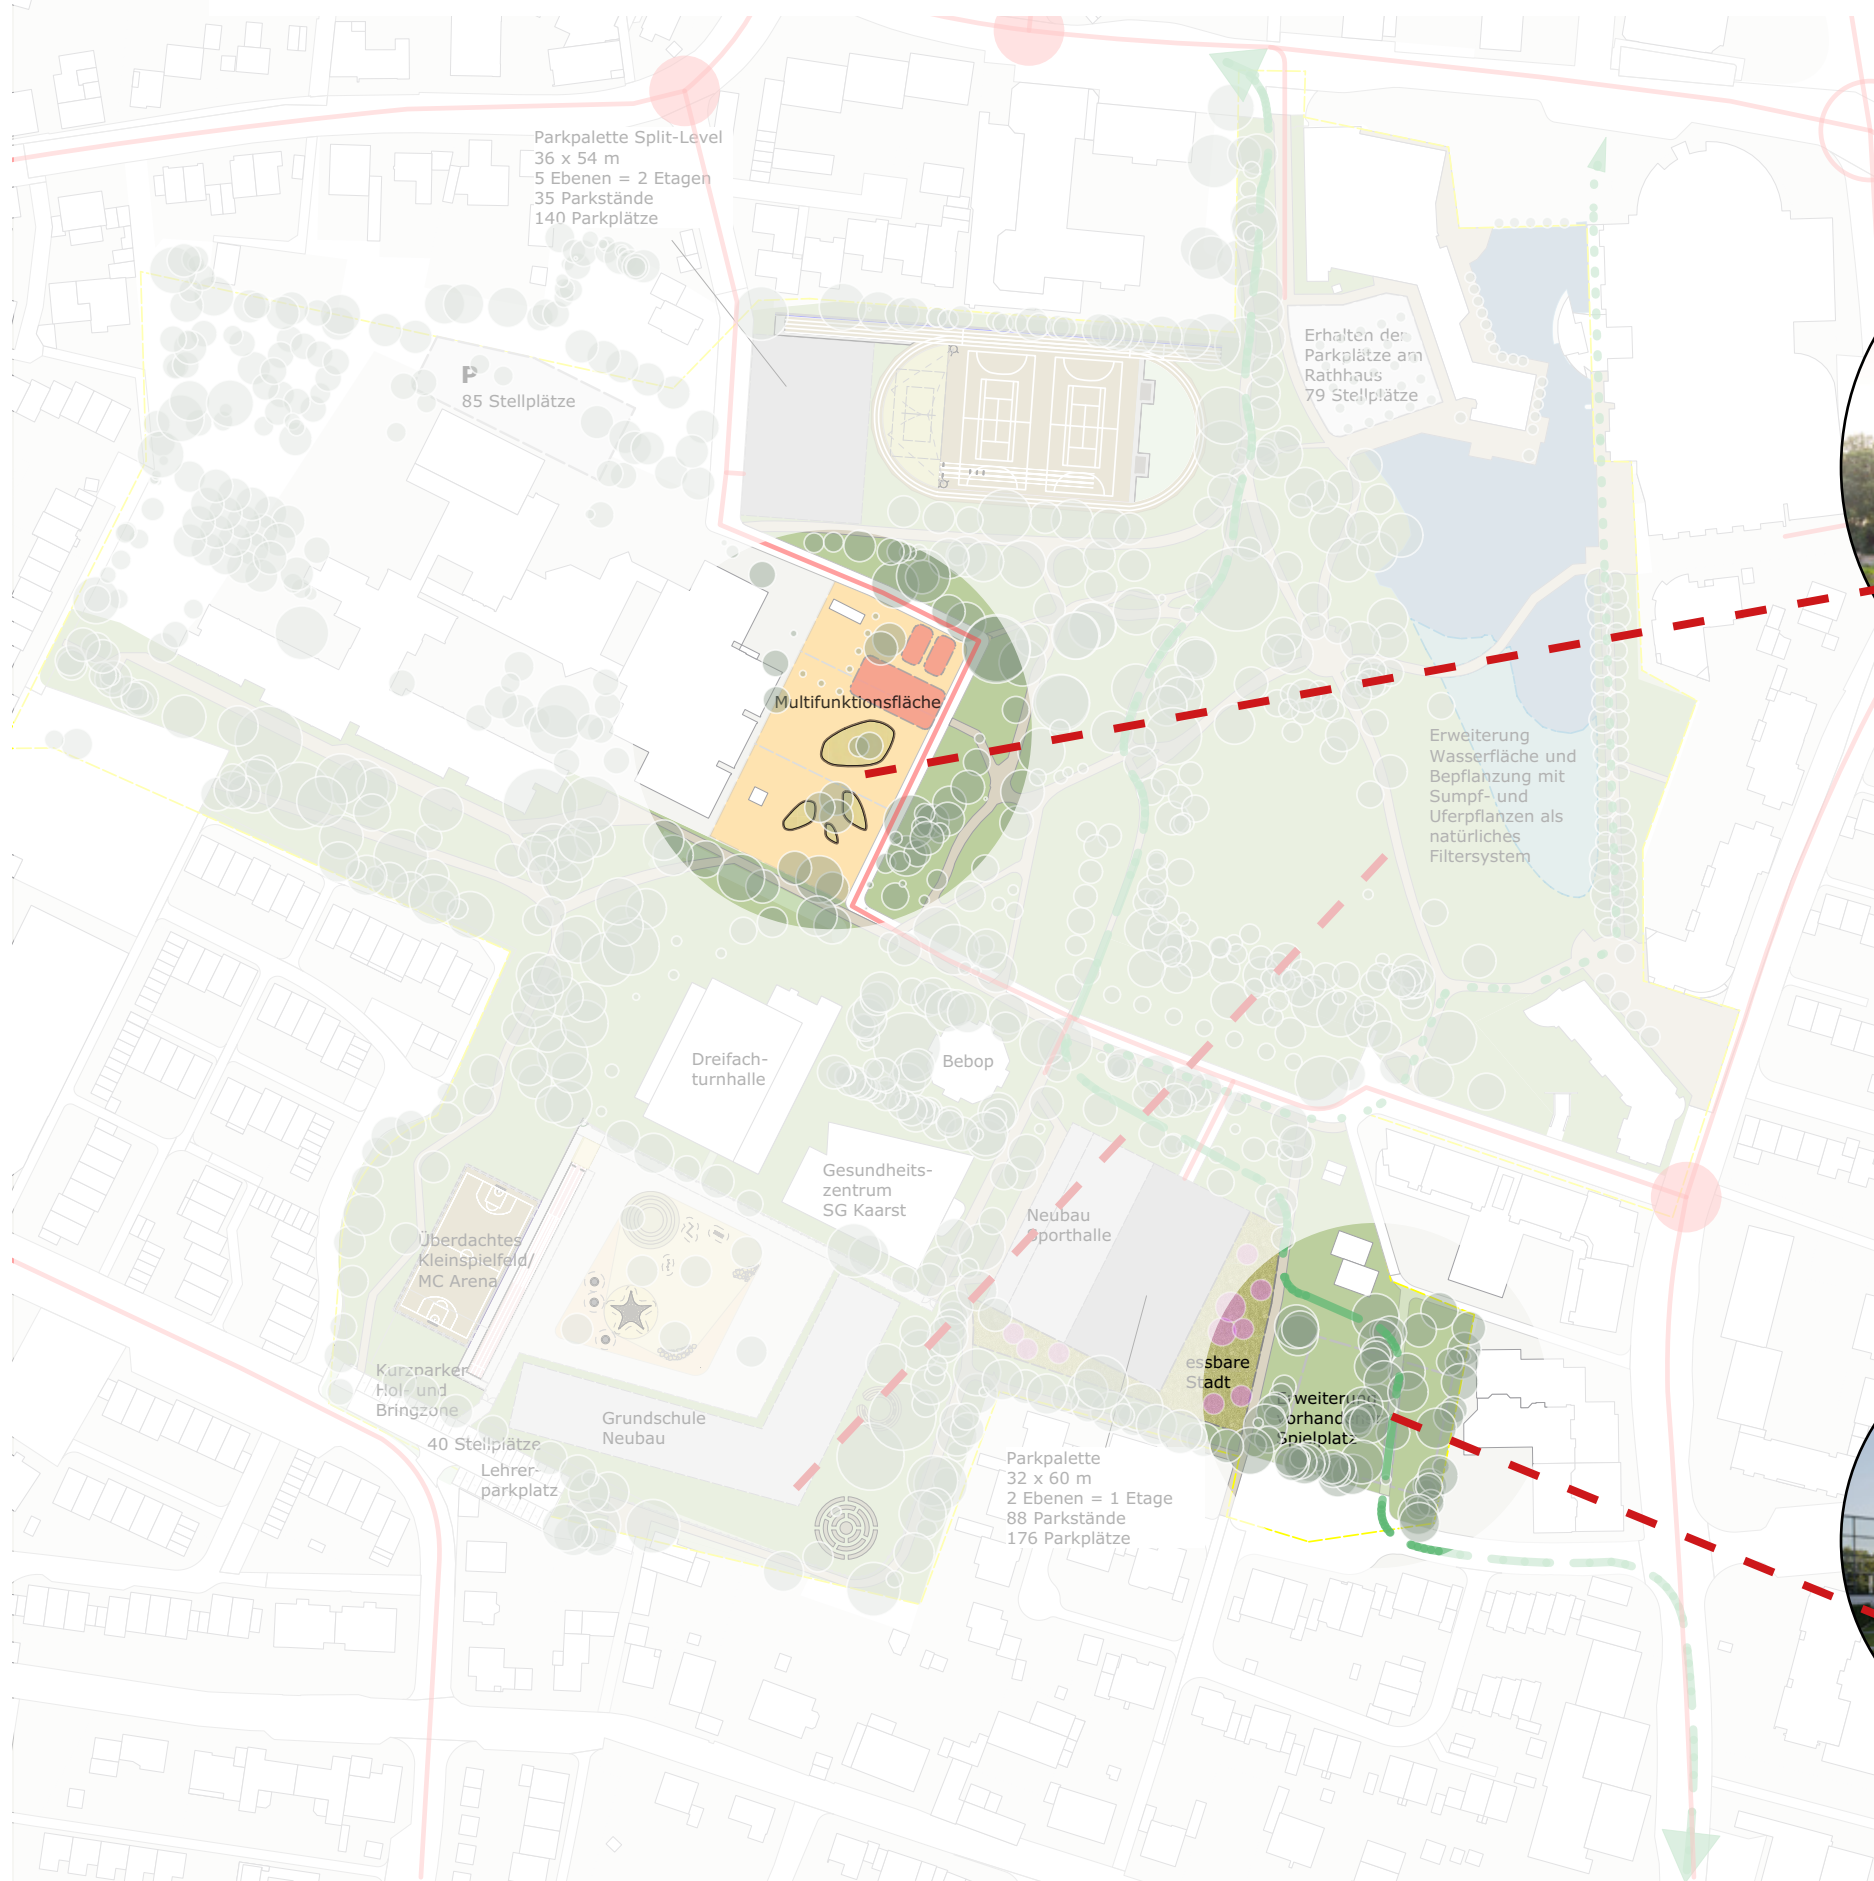 Parkpalette Split-Level
36 x 54 m
5 Ebenen = 2 Etagen
35 Parkstände
140 Parkplätze
P
85 Stellplätze
Erhalten der
Parkplätze am
Rathhaus
79 Stellplätze
Multifunktionsfläche
Erweiterung
Wasserfläche und
Bepflanzung mit
Sumpf- und
Uferpflanzen als
natürliches
Filtersystem
Dreifach-
turnhalle
Bebop
Gesundheits-
zentrum
SG Kaarst
Neubau
Sporthalle
Überdachtes
Kleinspielfeld/
MC Arena
Kurzparker
Hol- und
Bringzone
40 Stellplätze
Lehrer-
parkplatz
Grundschule
Neubau
essbare
Stadt
Erweiterung
vorhandener
Spielplatz
Parkpalette
32 x 60 m
2 Ebenen = 1 Etage
88 Parkstände
176 Parkplätze